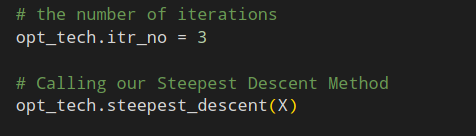 # the number of iterations
opt_tech.itr_no = 3
# Calling our Steepest Descent Method
opt_tech.steepest_descent(X)